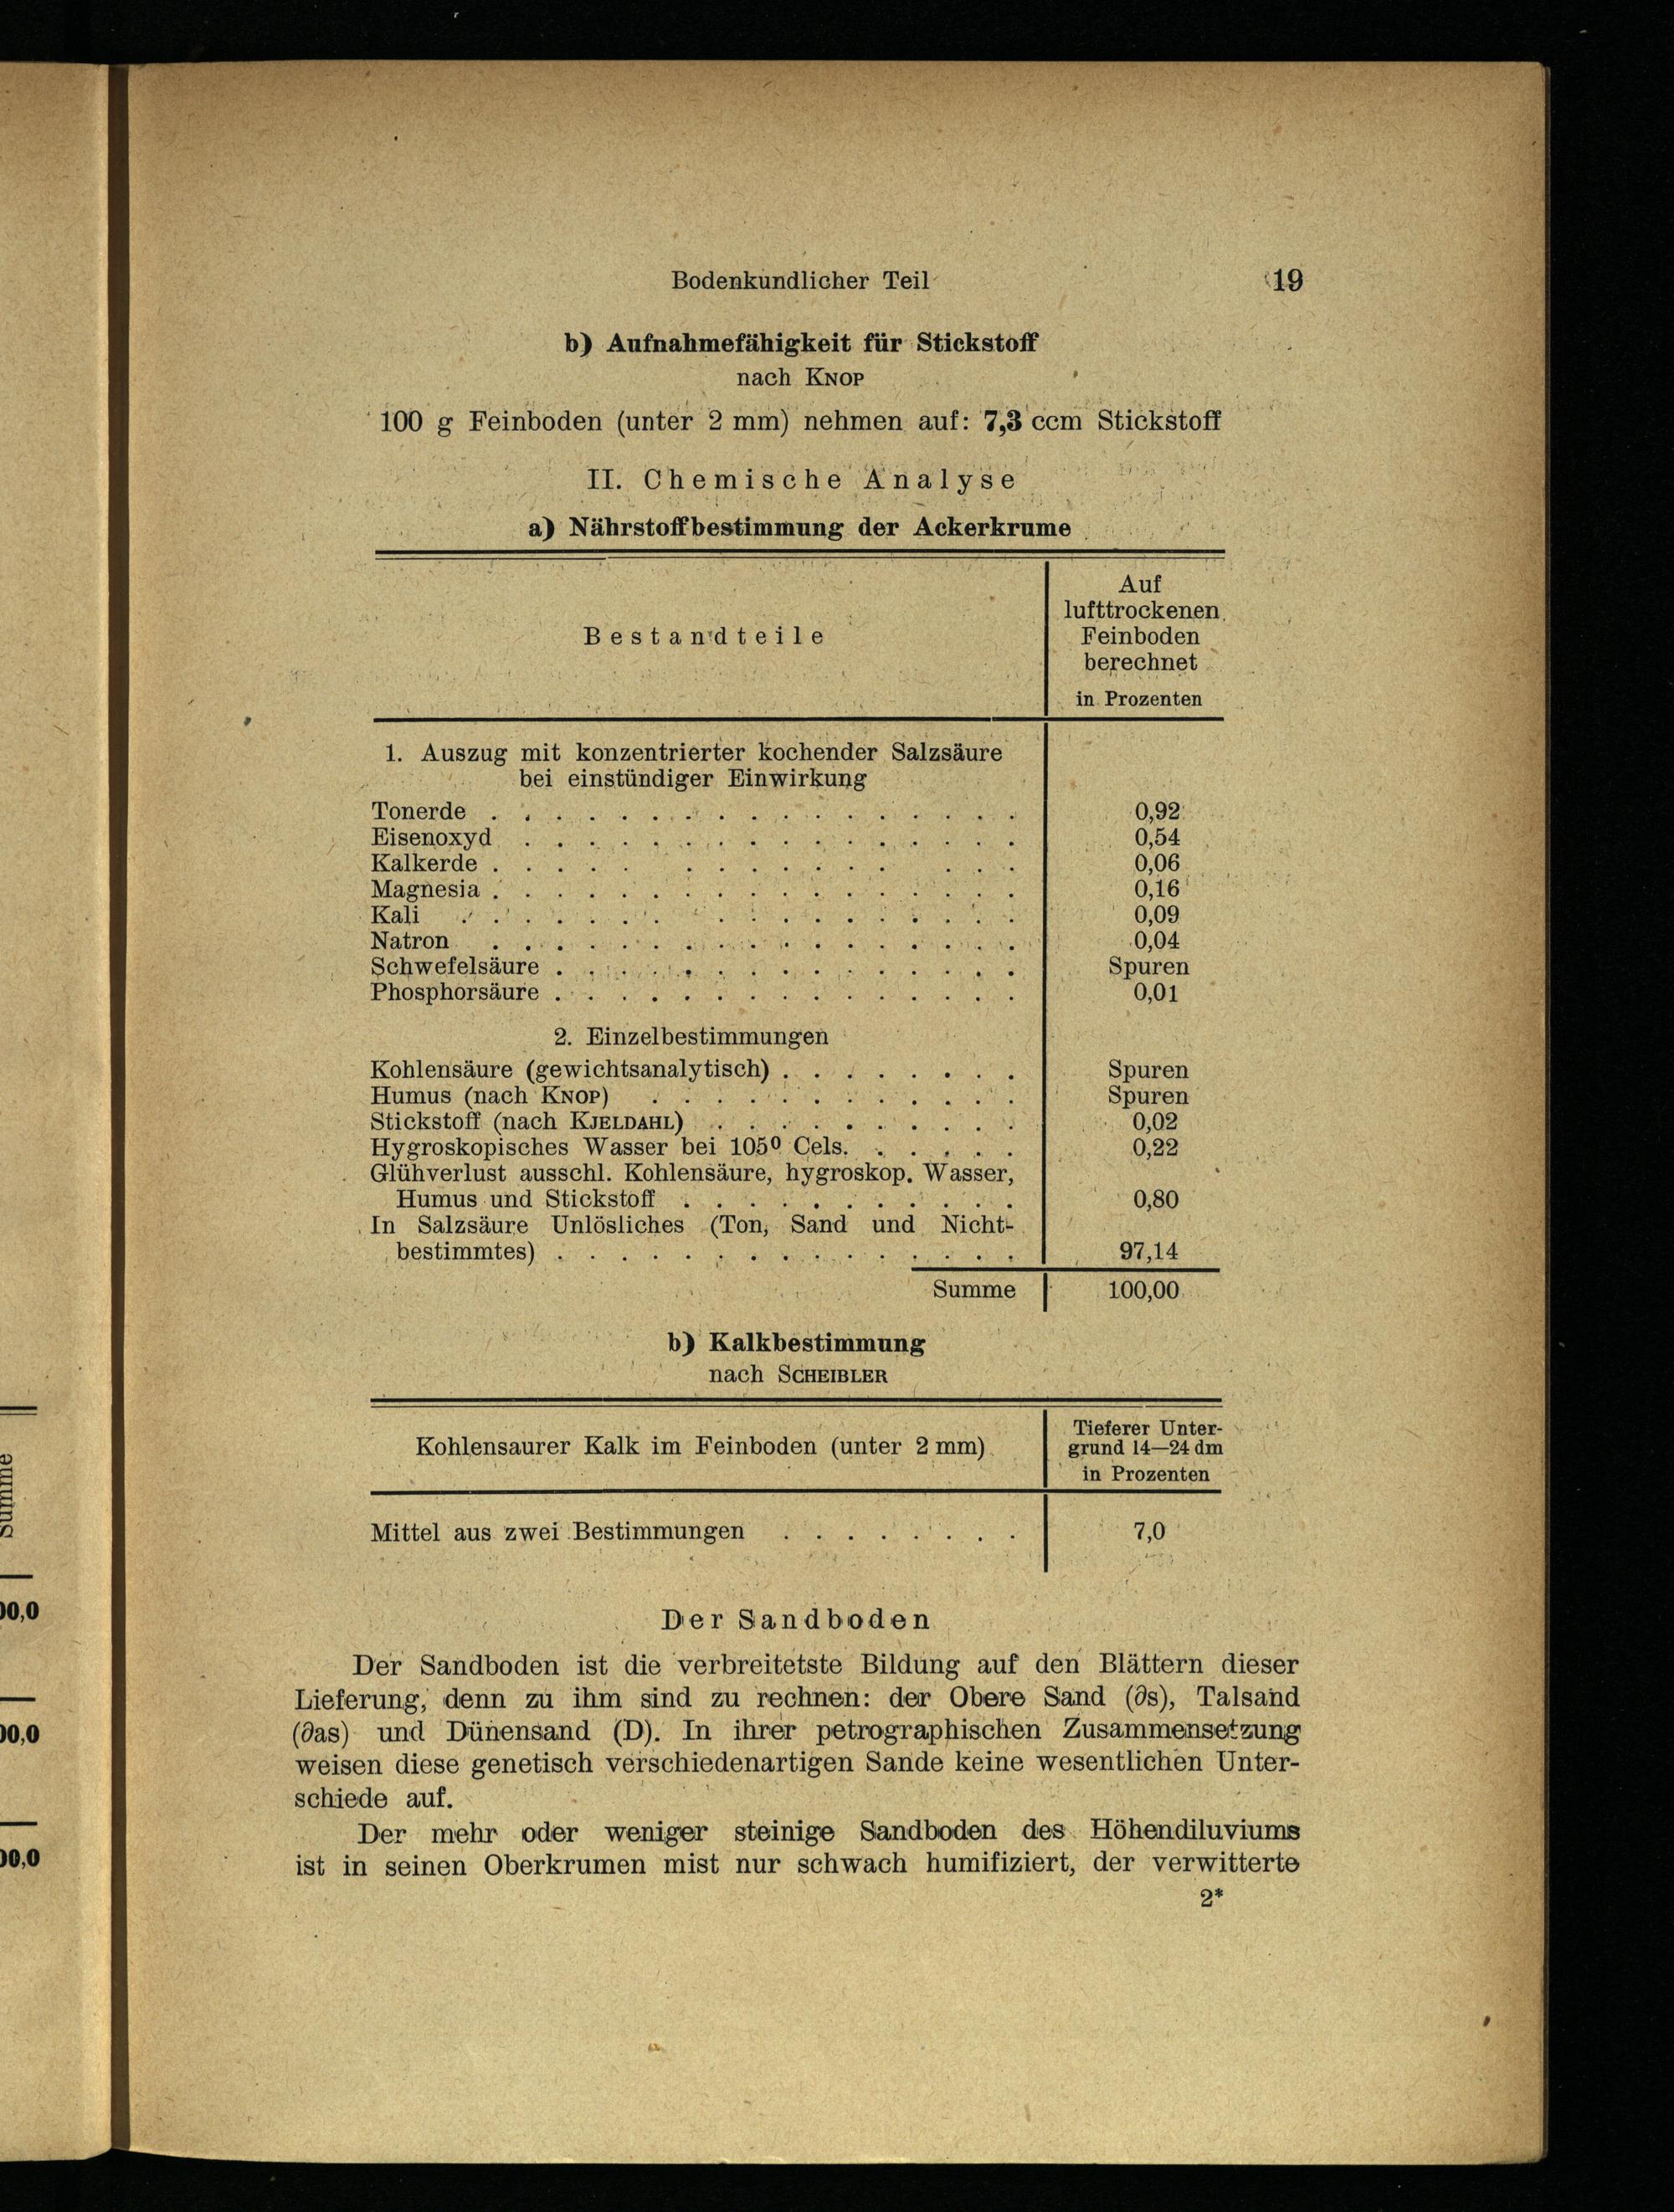 Bodenkundlicher Teil 19
b) Aufnahmefähigkeit für Stickstoff
nach KNOP
100 g Feinboden (unter 2 mm) nehmen auf: 7,3 ccm Stickstoff
II. Chemische Analyse
a) Nährstoffbestimmung der Ackerkrume
Bestandteile
Auf
lufttrockenen
Feinboden
berechnet
in Prozenten
1. Auszug mit konzentrierter kochender Salzsäure
bei einstündiger Einwirkung
Tonerde . . . . . . . . . . . . . . . . . 0,92
Eisenoxyd . . . . . . . . . . . . . . . . 0,54
Kalkerde . . . . . . . . . . . . . . . . 0,06
Magnesia . . . . . . . . . . . . . . . . . 0,16
Kali . . . . . . . . . . . . . . . . . 0,09
Natron . . . . . . . . . . . . . . . . . 0,04
Schwefelsäure . . . . . . . . . . . . . . . Spuren
Phosphorsäure . . . . . . . . . . . . . . . 0,01
2. Einzelbestimmungen
Kohlensäure (gewichtsanalytisch) . . . . . . . . Spuren
Humus (nach KNOP) . . . . . . . . . . . . Spuren
Stickstoff (nach KJELDAHL) . . . . . . . . . . 0,02
Hygroskopisches Wasser bei 105⁰ Cels. . . . . . 0,22
Glühverlust ausschl. Kohlensäure, hygroskop. Wasser,
Humus und Stickstoff . . . . . . . . . . . 0,80
In Salzsäure Unlösliches (Ton, Sand und Nicht-
bestimmtes) . . . . . . . . . . . . . . . 97,14
Summe 100,00
b) Kalkbestimmung
nach SCHEIBLER
Kohlensaurer Kalk im Feinboden (unter 2 mm)
Tieferer Unter-
grund 14—24 dm
in Prozenten
Mittel aus zwei Bestimmungen . . . . . . . . 7,0
Der Sandboden
Der Sandboden ist die verbreitetste Bildung auf den Blättern dieser
Lieferung, denn zu ihm sind zu rechnen: der Obere Sand (∂s), Talsand
(∂as) und Dünensand (D). In ihrer petrographischen Zusammensetzung
weisen diese genetisch verschiedenartigen Sande keine wesentlichen Unter-
schiede auf.
Der mehr oder weniger steinige Sandboden des Höhendiluviums
ist in seinen Oberkrumen mist nur schwach humifiziert, der verwitterte
2*
Summe
00,0
00,0
00,0